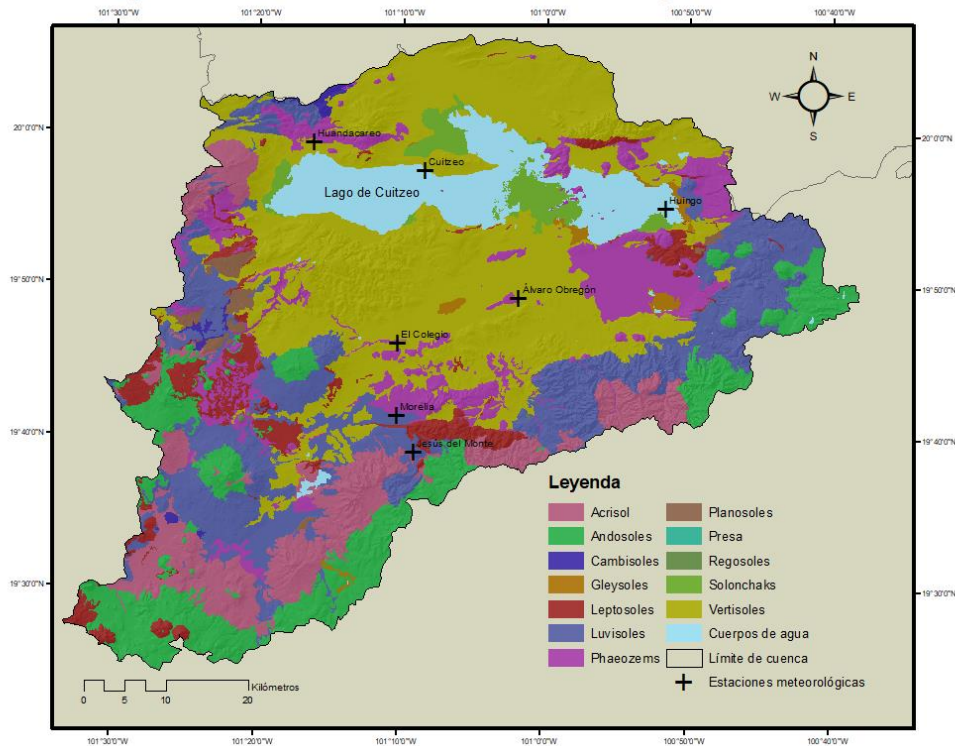 101°30'0"W 101°20'0"W 101°10'0"W 101°0'0"W 100°50'0"W 100°40'0"W
N
W E
S
20°0'0"N 20°0'0"N
Huandacareo
Cuitzeo
Lago de Cuitzeo
Huingo
19°50'0"N 19°50'0"N
Álvaro Obregón
El Colegio
Morelia
19°40'0"N 19°40'0"N
Jesús del Monte
Leyenda
Acrisol Planosoles
Andosoles Presa
Cambisoles Regosoles
Gleysoles Solonchaks
Leptosoles Vertisoles
Luvisoles Cuerpos de agua
Phaeozems Límite de cuenca
Estaciones meteorológicas
19°30'0"N 19°30'0"N
Kilómetros
0 5 10 20
101°30'0"W 101°20'0"W 101°10'0"W 101°0'0"W 100°50'0"W 100°40'0"W